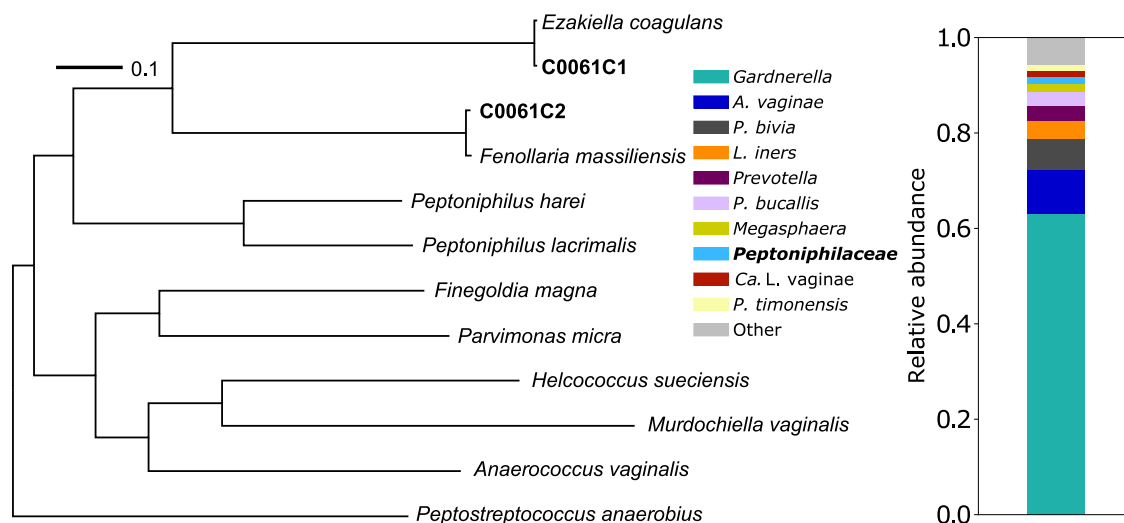 Ezakiella coagulans
0.1
C0061C1
C0061C2
Fenollaria massiliensis
Peptoniphilus harei
Peptoniphilus lacrimalis
Finegoldia magna
Parvimonas micra
Helcococcus sueciensis
Murdochiella vaginalis
Anaerococcus vaginalis
Peptostreptococcus anaerobius
Gardnerella
A. vaginae
P. bivia
L. iners
Prevotella
P. bucallis
Megasphaera
Peptoniphilaceae
Ca. L. vaginae
P. timonensis
Other
Relative abundance
1.0
0.8
0.6
0.4
0.2
0.0